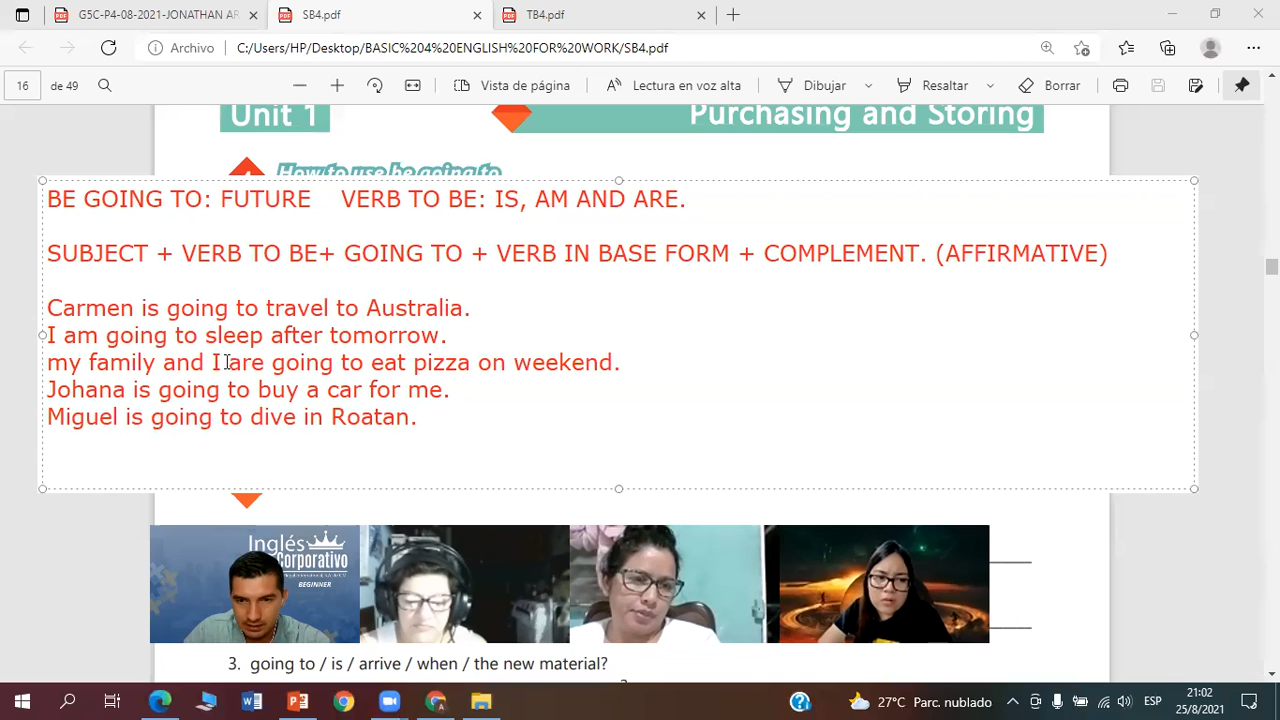 G5C-P4-08-2021-JONATHAN AR
SB4.pdf
TB4.pdf
Archivo
C:/Users/HP/Desktop/BASIC%204%20ENGLISH%20FOR%20WORK/SB4.pdf
16 de 49
Vista de página
Lectura en voz alta
Dibujar
Resaltar
Borrar
Unit 1
Purchasing and Storing
How to use be going to
BE GOING TO: FUTURE VERB TO BE: IS, AM AND ARE.
SUBJECT + VERB TO BE+ GOING TO + VERB IN BASE FORM + COMPLEMENT. (AFFIRMATIVE)
Carmen is going to travel to Australia.
I am going to sleep after tomorrow.
my family and I are going to eat pizza on weekend.
Johana is going to buy a car for me.
Miguel is going to dive in Roatan.
Inglés
Corporativo
BEGINNER
3. going to / is / arrive / when / the new material?
27°C Parc. nublado
ESP
21:02
25/8/2021